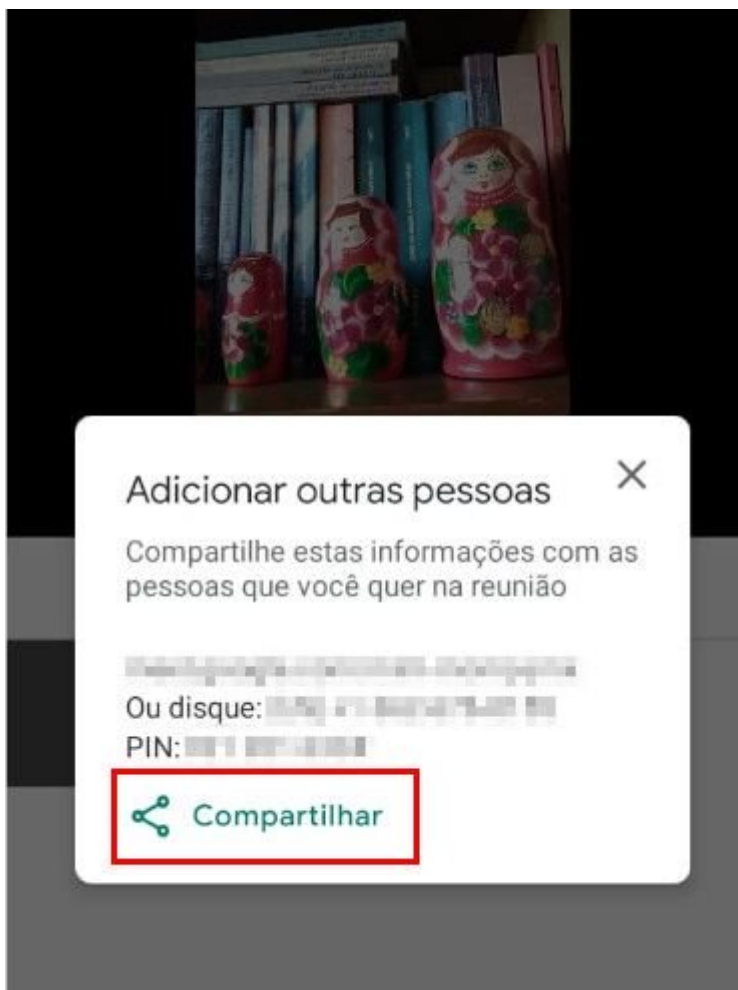 Adicionar outras pessoas
Compartilhe estas informações com as
pessoas que você quer na reunião
Ou disque:
PIN:
Compartilhar